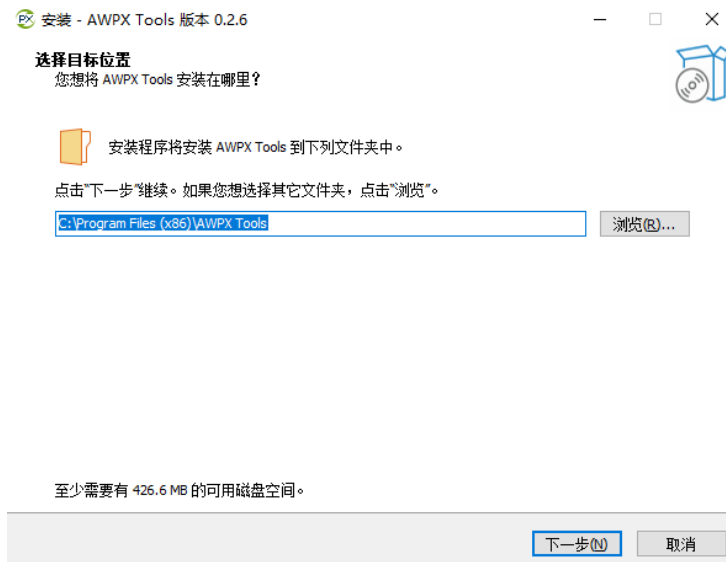 PX 安装 - AWPX Tools 版本 0.2.6
选择目标位置
您想将 AWPX Tools 安装在哪里？
安装程序将安装 AWPX Tools 到下列文件夹中。
点击“下一步”继续。如果您想选择其它文件夹，点击“浏览”。
C:\Program Files (x86)\AWPX Tools
浏览(R)...
至少需要有 426.6 MB 的可用磁盘空间。
下一步(N)
取消